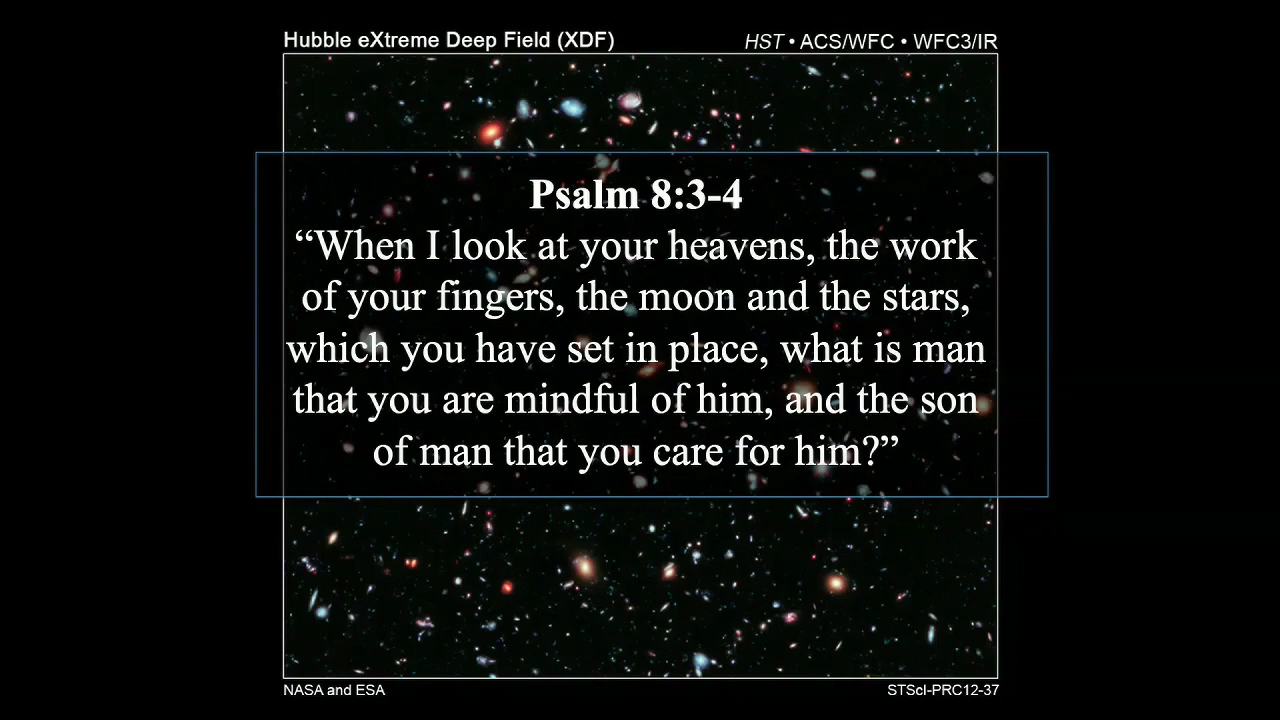 Hubble eXtreme Deep Field (XDF)
HST • ACS/WFC • WFC3/IR
Psalm 8:3-4
“When I look at your heavens, the work
of your fingers, the moon and the stars,
which you have set in place, what is man
that you are mindful of him, and the son
of man that you care for him?”
NASA and ESA
STScI-PRC12-37